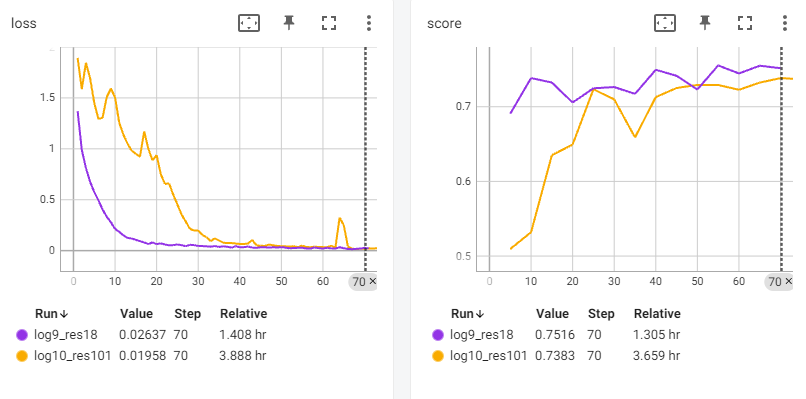 loss
1.5
1
0.5
0
0
10
20
30
40
50
60
70 ×
Run↓ Value Step Relative
log9_res18 0.02637 70 1.408 hr
log10_res101 0.01958 70 3.888 hr
score
0.7
0.6
0.5
0
10
20
30
40
50
60
70 ×
Run↓ Value Step Relative
log9_res18 0.7516 70 1.305 hr
log10_res101 0.7383 70 3.659 hr